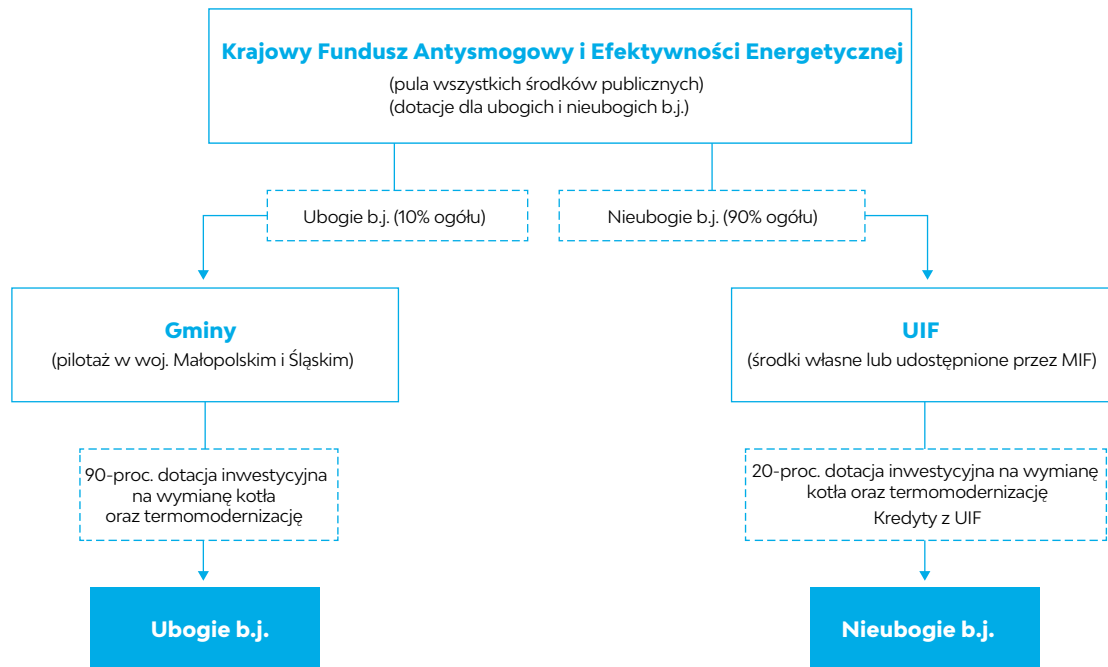 Krajowy Fundusz Antysmogowy i Efektywności Energetycznej
(pula wszystkich środków publicznych)
(dotacje dla ubogich i nieubogich b.j.)
Ubogie b.j. (10% ogółu)
Nieubogie b.j. (90% ogółu)
Gminy
(pilotaż w woj. Małopolskim i Śląskim)
UIF
(środki własne lub udostępnione przez MIF)
90-proc. dotacja inwestycyjna
na wymianę kotła
oraz termomodernizację
20-proc. dotacja inwestycyjna na wymianę
kotła oraz termomodernizację
Kredyty z UIF
Ubogie b.j.
Nieubogie b.j.